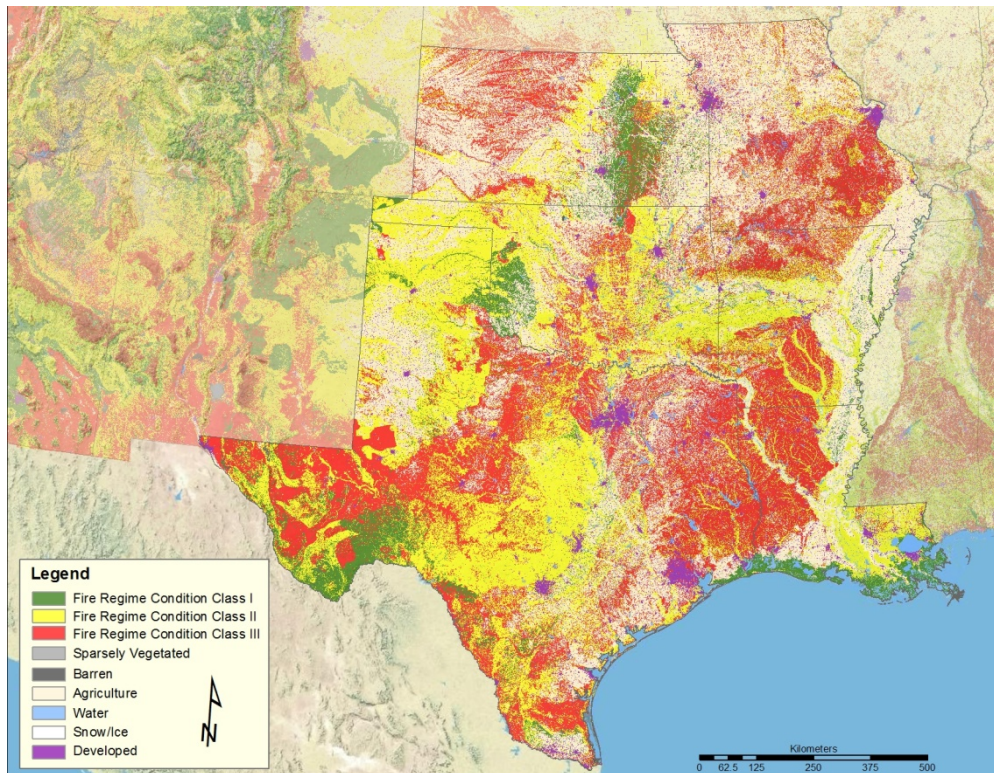 Legend
Fire Regime Condition Class I
Fire Regime Condition Class II
Fire Regime Condition Class III
Sparsely Vegetated
Barren
Agriculture
Water
Snow/Ice
Developed
N
Kilometers
0 62.5 125 250 375 500